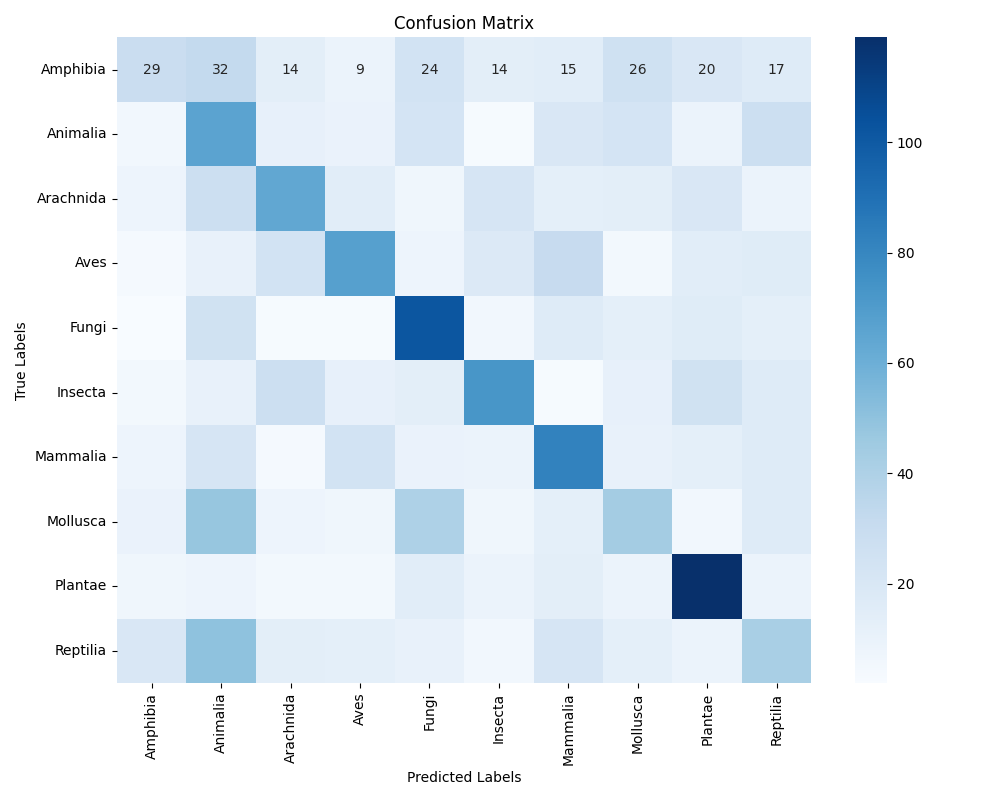 Confusion Matrix
Amphibia 29 32 14 9 24 14 15 26 20 17
Animalia
Arachnida
Aves
Fungi
Insecta
Mammalia
Mollusca
Plantae
Reptilia
True Labels
Amphibia Animalia Arachnida Aves Fungi Insecta Mammalia Mollusca Plantae Reptilia
Predicted Labels
100
80
60
40
20